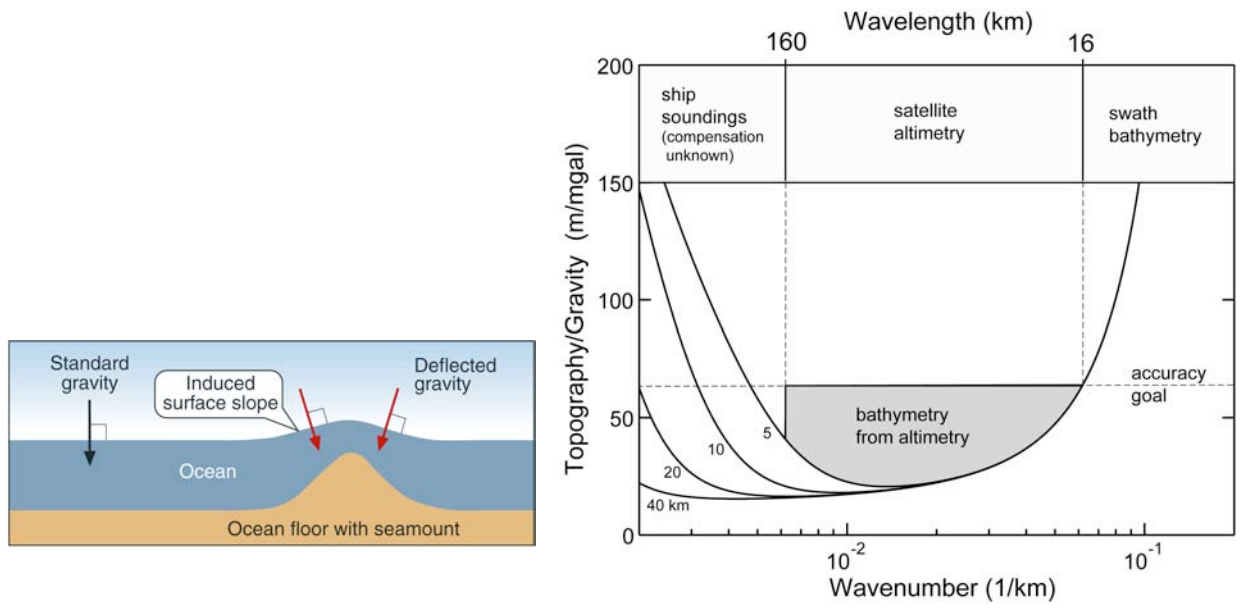 Standard
gravity
Induced
surface slope
Deflected
gravity
Ocean
Ocean floor with seamount
Wavelength (km)
160
16
200
150
100
50
0
Topography/Gravity (m/mgal)
ship
soundings
(compensation
unknown)
satellite
altimetry
swath
bathymetry
accuracy
goal
bathymetry
from altimetry
5
10
20
40 km
10-2
10-1
Wavenumber (1/km)